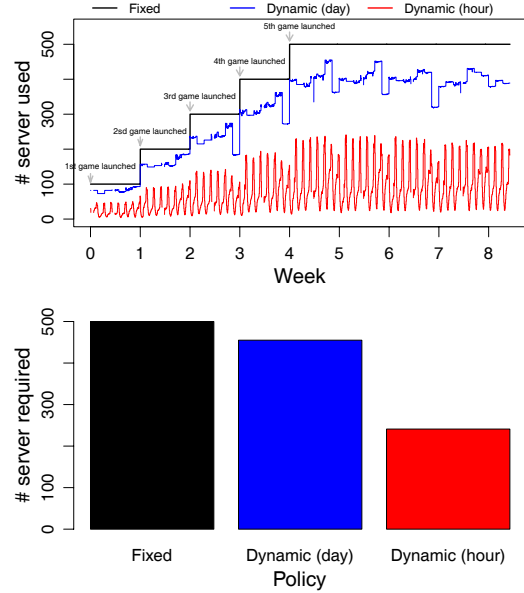 Fixed Dynamic (day) Dynamic (hour)
5th game launched
4th game launched
3rd game launched
2sd game launched
1st game launched
# server used
500
300
100
0
0 1 2 3 4 5 6 7 8
Week
# server required
500
300
100
0
Fixed Dynamic (day) Dynamic (hour)
Policy